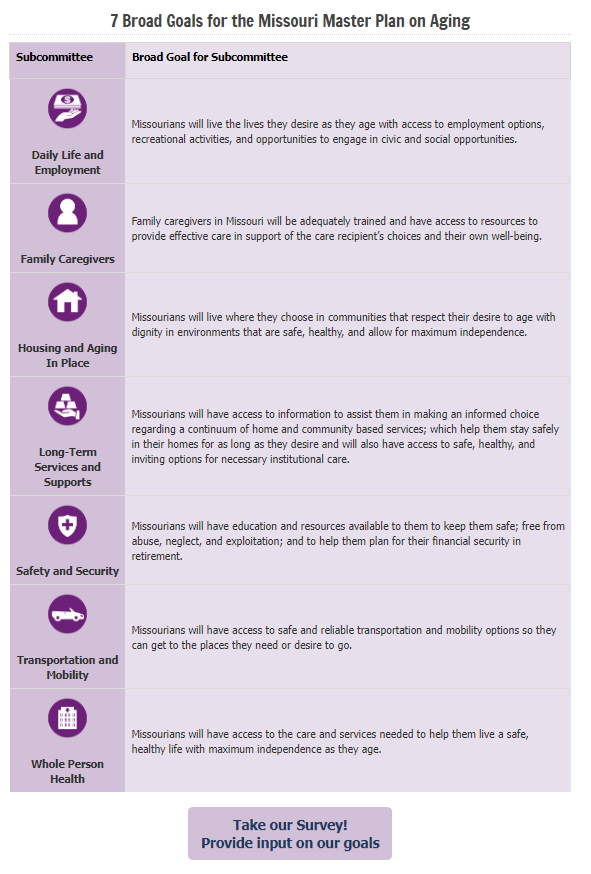 7 Broad Goals for the Missouri Master Plan on Aging
Subcommittee
Broad Goal for Subcommittee
Daily Life and
Employment
Missourians will live the lives they desire as they age with access to employment options,
recreational activities, and opportunities to engage in civic and social opportunities.
Family Caregivers
Family caregivers in Missouri will be adequately trained and have access to resources to
provide effective care in support of the care recipient's choices and their own well-being.
Housing and Aging
In Place
Missourians will live where they choose in communities that respect their desire to age with
dignity in environments that are safe, healthy, and allow for maximum independence.
Long-Term
Services and
Supports
Missourians will have access to information to assist them in making an informed choice
regarding a continuum of home and community based services; which help them stay safely
in their homes for as long as they desire and will also have access to safe, healthy, and
inviting options for necessary institutional care.
Safety and Security
Missourians will have education and resources available to them to keep them safe; free from
abuse, neglect, and exploitation; and to help them plan for their financial security in
retirement.
Transportation and
Mobility
Missourians will have access to safe and reliable transportation and mobility options so they
can get to the places they need or desire to go.
Whole Person
Health
Missourians will have access to the care and services needed to help them live a safe,
healthy life with maximum independence as they age.
Take our Survey!
Provide input on our goals